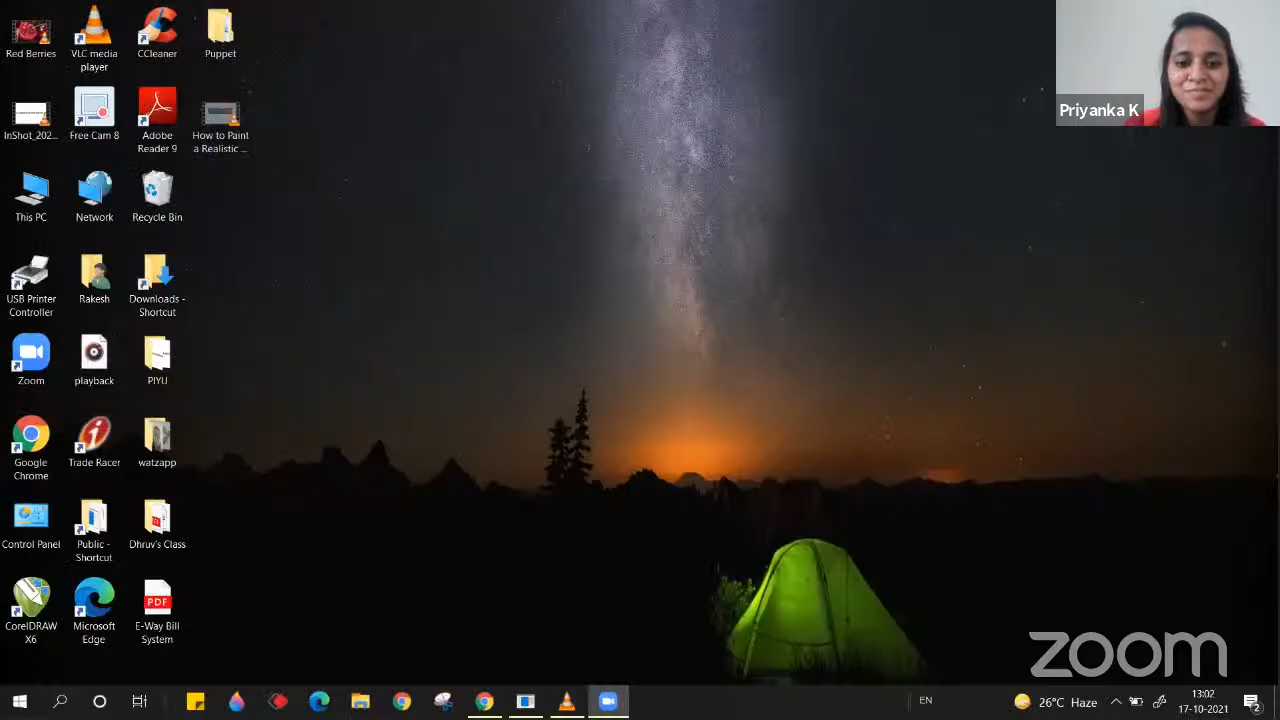 Red Berries
VLC media
player
CCleaner
Puppet
InShot_202...
Free Cam 8
Adobe
Reader 9
How to Paint
a Realistic ...
This PC
Network
Recycle Bin
USB Printer
Controller
Rakesh
Downloads -
Shortcut
Zoom
playback
PIYU
Google
Chrome
Trade Racer
watzapp
Control Panel
Public -
Shortcut
Dhruv's Class
CorelDRAW
X6
Microsoft
Edge
PDF
E-Way Bill
System
Priyanka K
zoom
EN
26°C Haze
13:02
17-10-2021
2